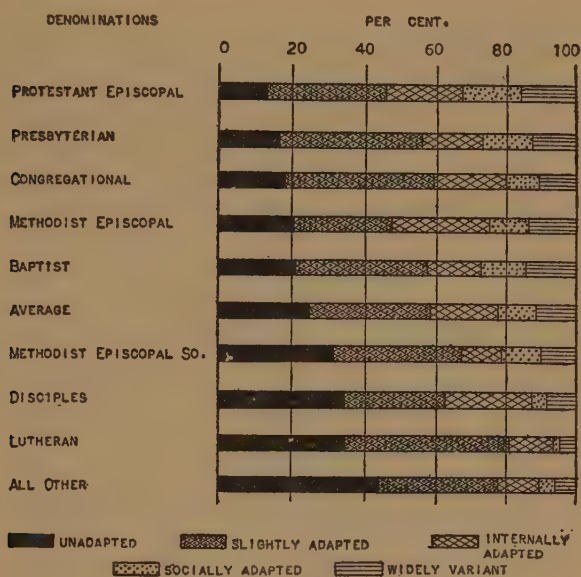 DENOMINATIONS PER CENT.
0 20 40 60 80 100
PROTESTANT EPISCOPAL
PRESBYTERIAN
CONGREGATIONAL
METHODIST EPISCOPAL
BAPTIST
AVERAGE
METHODIST EPISCOPAL SO.
DISCIPLES
LUTHERAN
ALL OTHER
UNADAPTED SLIGHTLY ADAPTED INTERNALLY
ADAPTED
SOCIALLY ADAPTED WIDELY VARIANT